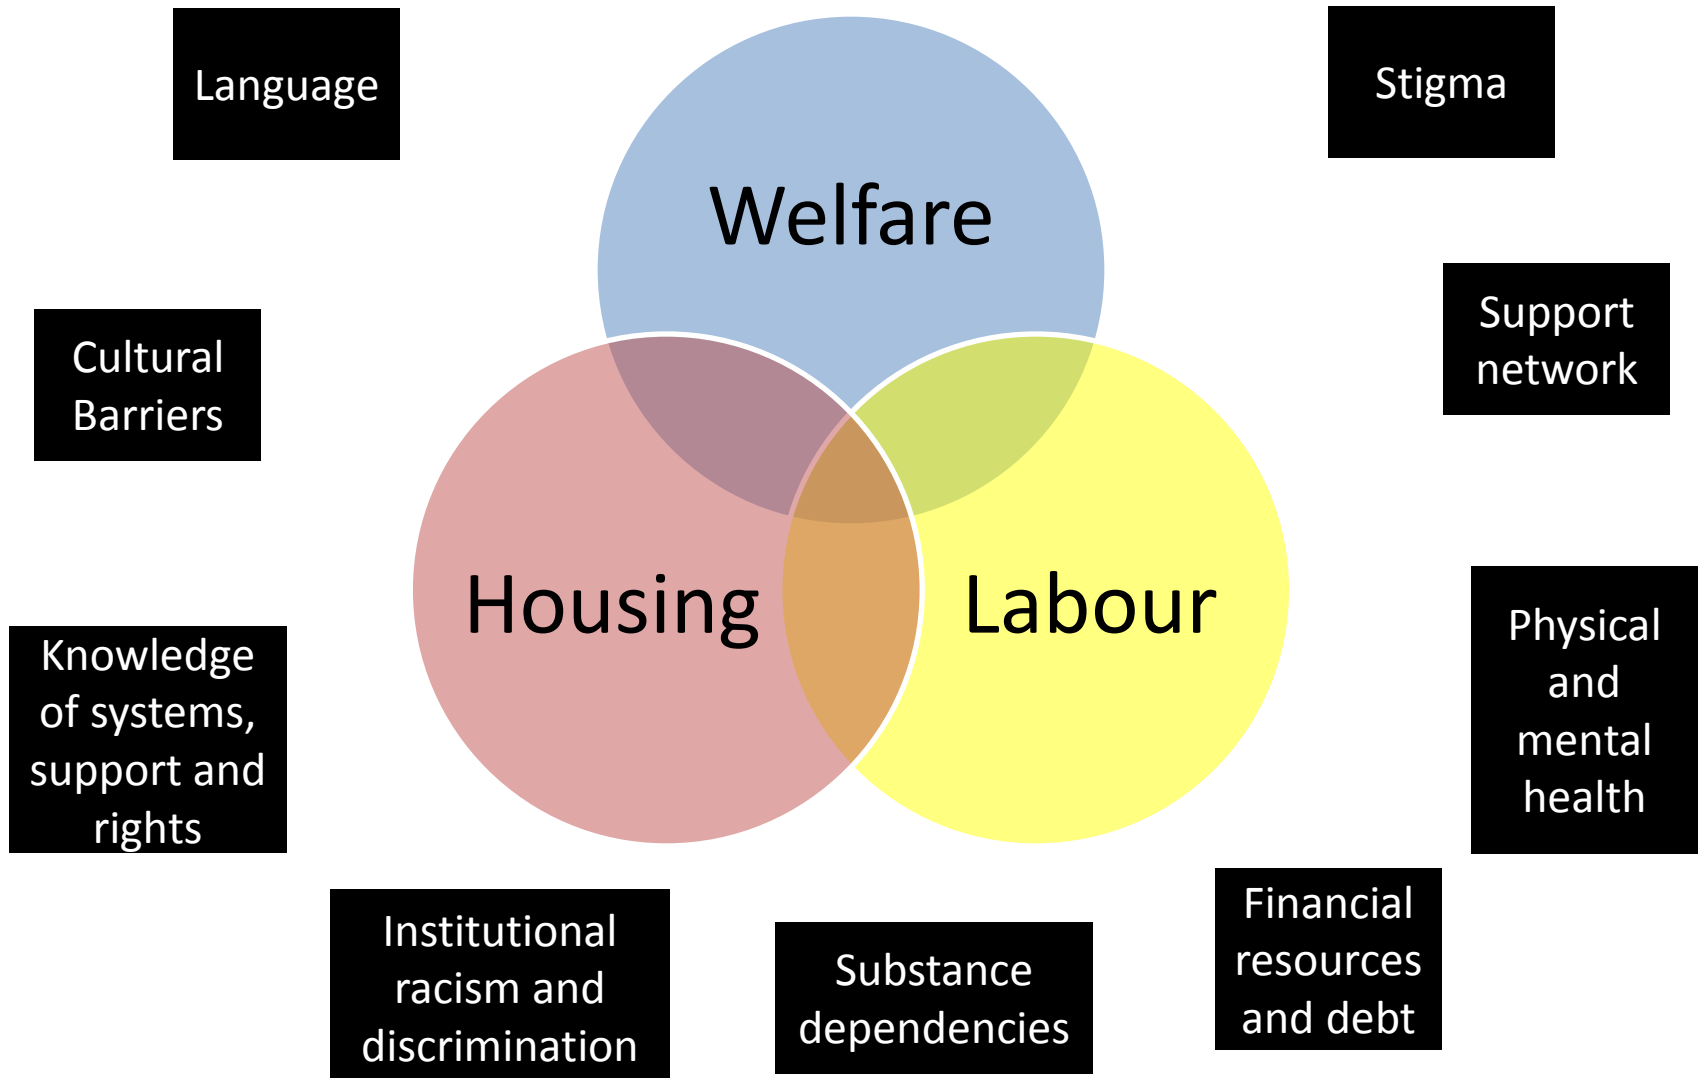 Language
Stigma
Welfare
Support
network
Cultural
Barriers
Housing
Labour
Physical
and
mental
health
Knowledge
of systems,
support and
rights
Institutional
racism and
discrimination
Substance
dependencies
Financial
resources
and debt